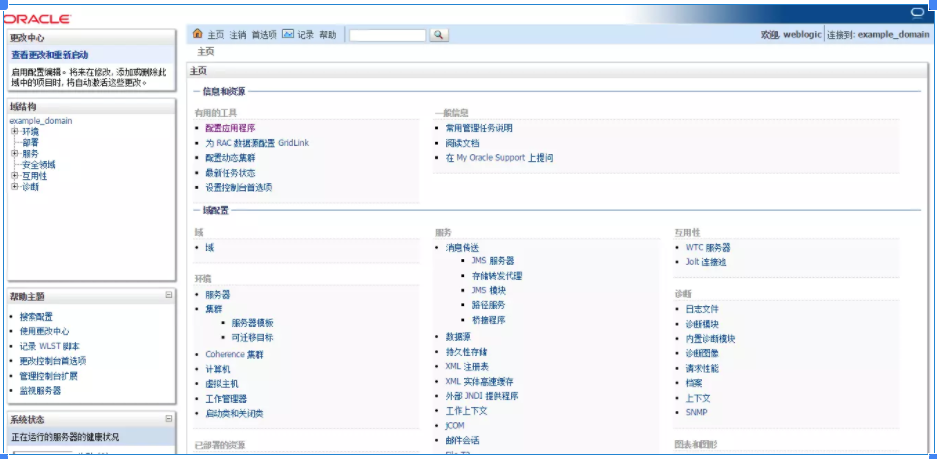 ORACLE
更改中心
查看更改和重新启动
启用配置编辑。将来在修改, 添加或删除此
域中的项目时, 将自动激活这些更改。
域结构
example_domain
环境
部署
服务
安全领域
互用性
诊断
帮助主题
搜索配置
使用更改中心
记录 WLST 脚本
更改控制台首选项
管理控制台扩展
监视服务器
系统状态
正在运行的服务器的健康状况
主页 注销 首选项 记录 帮助
欢迎, weblogic 连接到: example_domain
主页
主页
信息和资源
有用的工具
配置应用程序
为 RAC 数据源配置 GridLink
配置动态集群
最新任务状态
设置控制台首选项
一般信息
常用管理任务说明
阅读文档
在 My Oracle Support 上提问
域配置
域
域
环境
服务器
集群
服务器模板
可迁移目标
Coherence 集群
计算机
虚拟主机
工作管理器
启动类和关闭类
已部署的资源
服务
消息传送
JMS 服务器
存储转发代理
JMS 模块
路径服务
桥接程序
数据源
持久性存储
XML 注册表
XML 实体高速缓存
外部 JNDI 提供程序
工作上下文
jCOM
邮件会话
互用性
WTC 服务器
Jolt 连接池
诊断
日志文件
诊断模块
内置诊断模块
诊断图像
请求性能
档案
上下文
SNMP
图表和图形